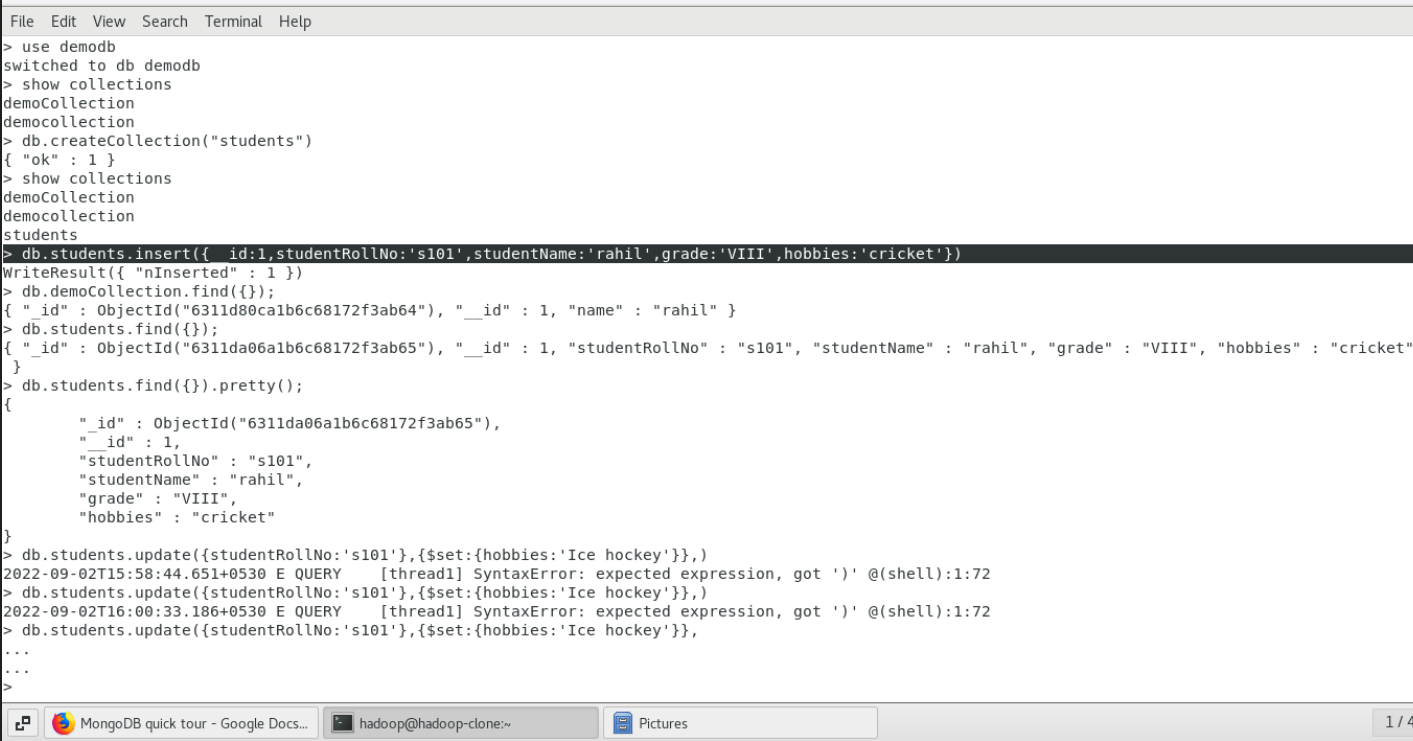 File Edit View Search Terminal Help
> use demodb
switched to db demodb
> show collections
demoCollection
democollection
> db.createCollection("students")
{ "ok" : 1 }
> show collections
demoCollection
democollection
students
> db.students.insert({__id:1,studentRollNo:'s101',studentName:'rahil',grade:'VIII',hobbies:'cricket'})
WriteResult({ "nInserted" : 1 })
> db.demoCollection.find({});
{ "_id" : ObjectId("6311d80ca1b6c68172f3ab64"), "__id" : 1, "name" : "rahil" }
> db.students.find({});
{ "_id" : ObjectId("6311da06a1b6c68172f3ab65"), "__id" : 1, "studentRollNo" : "s101", "studentName" : "rahil", "grade" : "VIII", "hobbies" : "cricket"
 }
> db.students.find({}).pretty();
{
        "_id" : ObjectId("6311da06a1b6c68172f3ab65"),
        "__id" : 1,
        "studentRollNo" : "s101",
        "studentName" : "rahil",
        "grade" : "VIII",
        "hobbies" : "cricket"
}
> db.students.update({studentRollNo:'s101'},{$set:{hobbies:'Ice hockey'}},)
2022-09-02T15:58:44.651+0530 E QUERY    [thread1] SyntaxError: expected expression, got ')' @(shell):1:72
> db.students.update({studentRollNo:'s101'},{$set:{hobbies:'Ice hockey'}},)
2022-09-02T16:00:33.186+0530 E QUERY    [thread1] SyntaxError: expected expression, got ')' @(shell):1:72
> db.students.update({studentRollNo:'s101'},{$set:{hobbies:'Ice hockey'}},
...
...
>
MongoDB quick tour - Google Docs... hadoop@hadoop-clone:~ Pictures 1 / 4